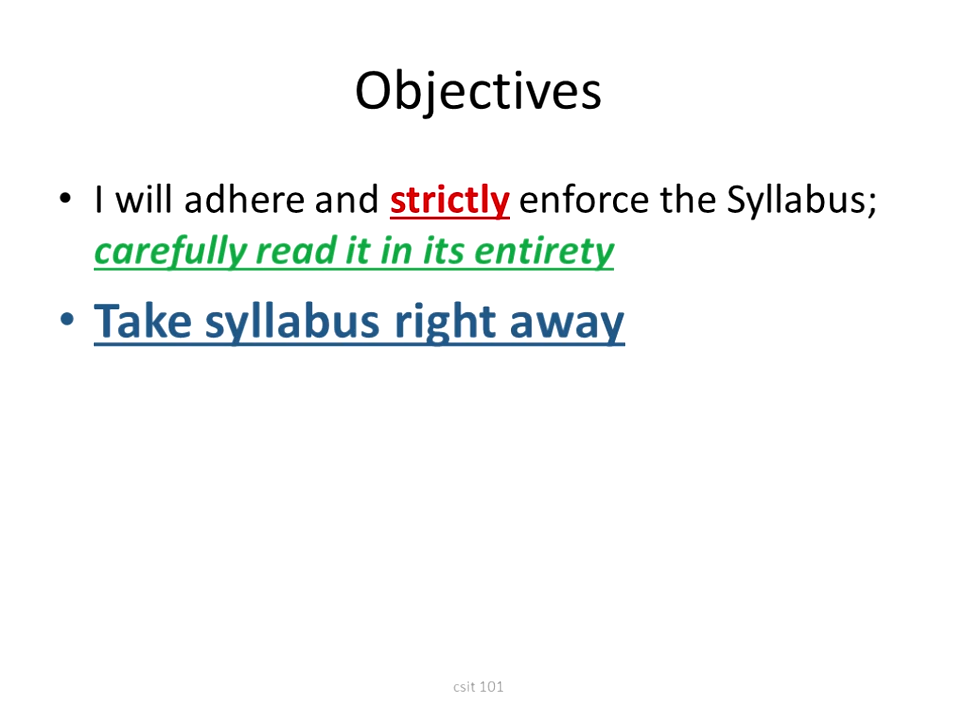 Objectives
• I will adhere and strictly enforce the Syllabus;
carefully read it in its entirety
• Take syllabus right away
csit 101